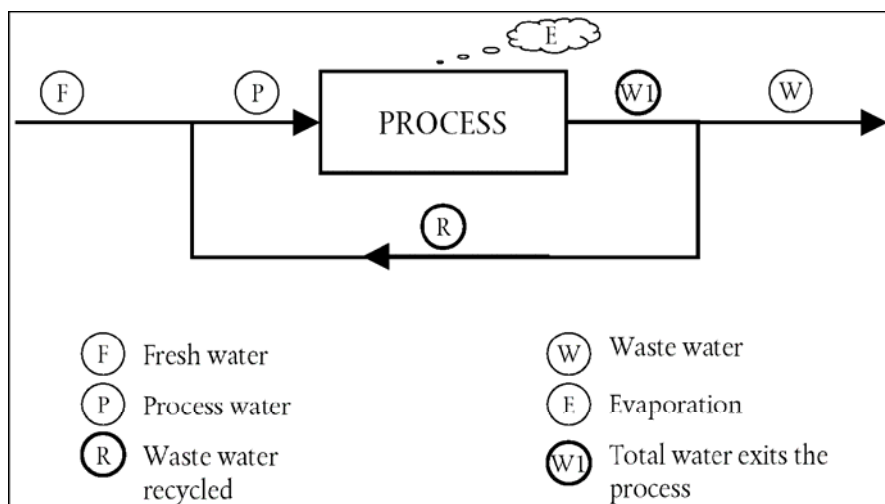 E
F
P
W1
W
PROCESS
R
F Fresh water
P Process water
R Waste water
recycled
W Waste water
E Evaporation
W1 Total water exits the
process